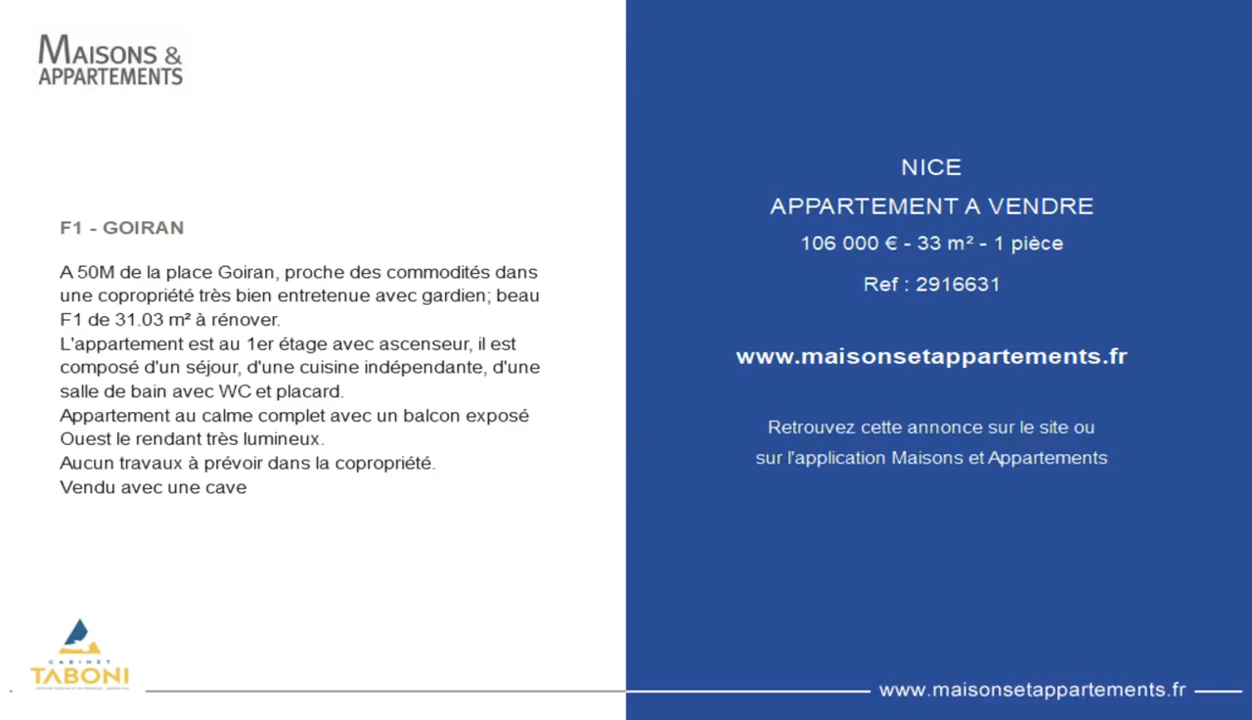 MAISONS &
APPARTEMENTS
F1 - GOIRAN
A 50M de la place Goiran, proche des commodités dans
une copropriété très bien entretenue avec gardien; beau
F1 de 31.03 m² à rénover.
L'appartement est au 1er étage avec ascenseur, il est
composé d'un séjour, d'une cuisine indépendante, d'une
salle de bain avec WC et placard.
Appartement au calme complet avec un balcon exposé
Ouest le rendant très lumineux.
Aucun travaux à prévoir dans la copropriété.
Vendu avec une cave
CABINET
TABONI
NICE
APPARTEMENT A VENDRE
106 000 € - 33 m² - 1 pièce
Ref : 2916631
www.maisonsetappartements.fr
Retrouvez cette annonce sur le site ou
sur l'application Maisons et Appartements
www.maisonsetappartements.fr